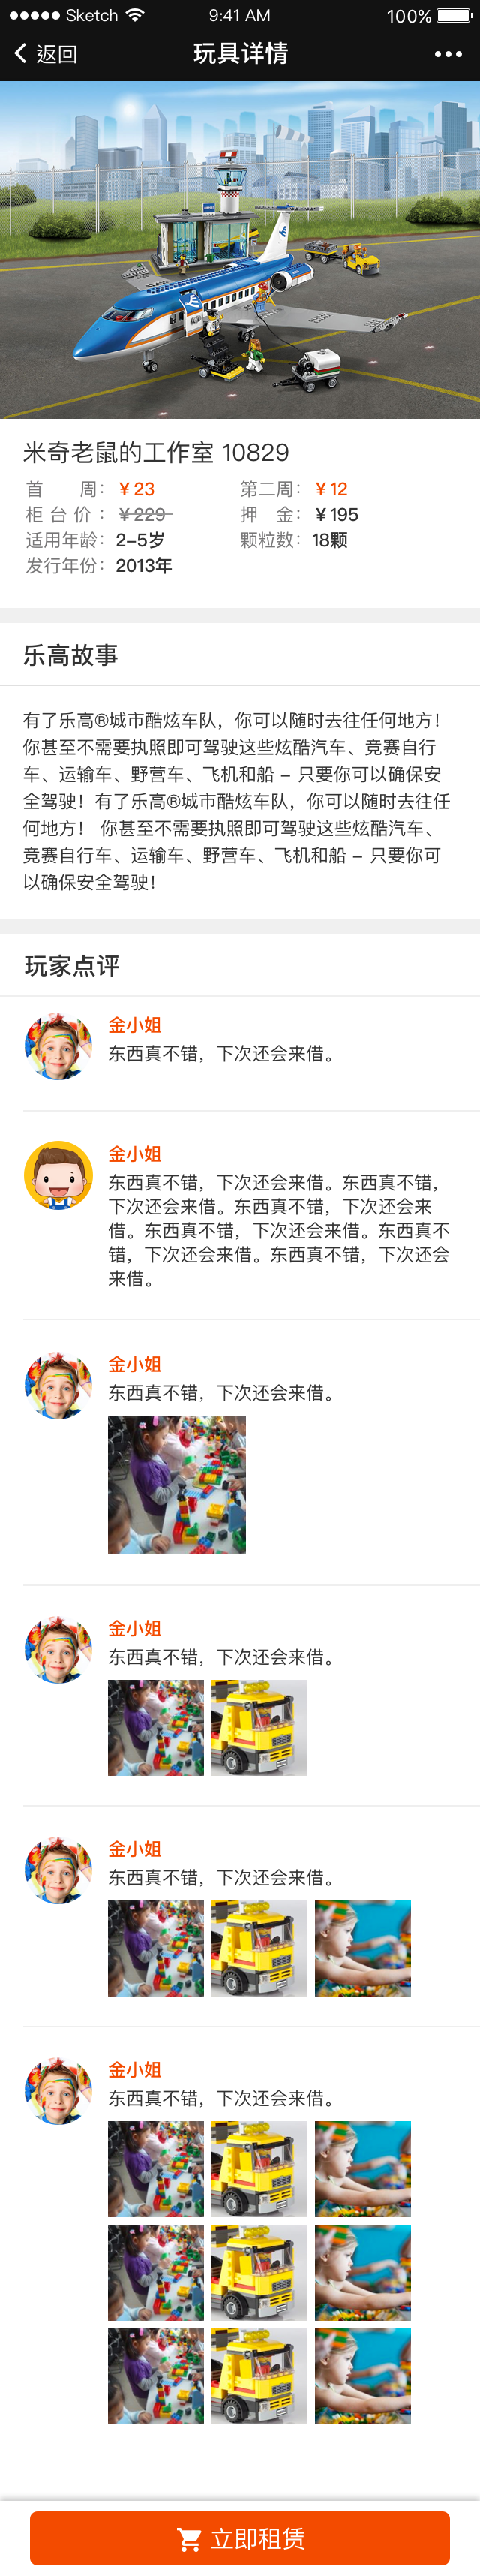 Sketch 9:41 AM 100%
返回 玩具详情
米奇老鼠的工作室 10829
首 周：¥23 第二周：¥12
柜台价：¥229 押 金：¥195
适用年龄：2-5岁 颗粒数：18颗
发行年份：2013年
乐高故事
有了乐高®城市酷炫车队，你可以随时去往任何地方！
你甚至不需要执照即可驾驶这些炫酷汽车、竞赛自行
车、运输车、野营车、飞机和船 – 只要你可以确保安
全驾驶！有了乐高®城市酷炫车队，你可以随时去往任
何地方！ 你甚至不需要执照即可驾驶这些炫酷汽车、
竞赛自行车、运输车、野营车、飞机和船 – 只要你可
以确保安全驾驶！
玩家点评
金小姐
东西真不错，下次还会来借。
金小姐
东西真不错，下次还会来借。东西真不错，
下次还会来借。东西真不错，下次还会来
借。东西真不错，下次还会来借。东西真不
错，下次还会来借。东西真不错，下次还会
来借。
金小姐
东西真不错，下次还会来借。
金小姐
东西真不错，下次还会来借。
金小姐
东西真不错，下次还会来借。
金小姐
东西真不错，下次还会来借。
立即租赁